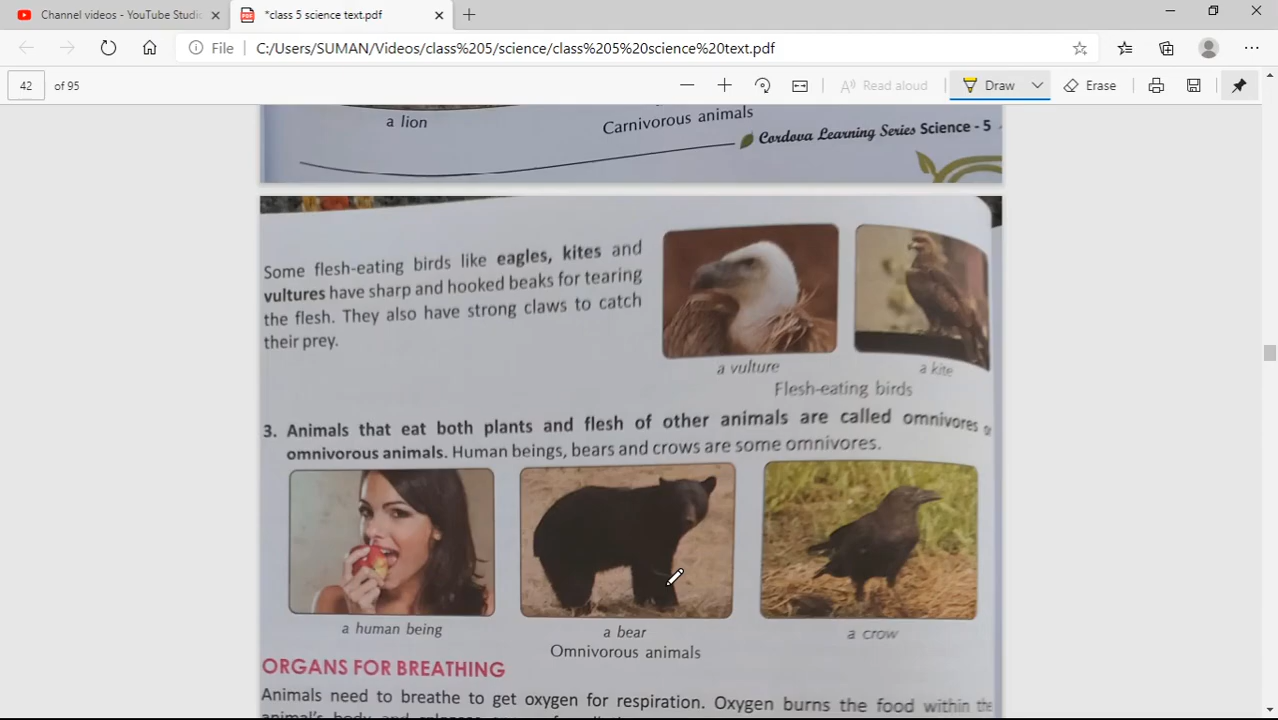 Channel videos - YouTube Studio
*class 5 science text.pdf
File C:/Users/SUMAN/Videos/class%205/science/class%205%20science%20text.pdf
42 of 95
Read aloud
Draw
Erase
a lion
Carnivorous animals
Cordova Learning Series Science - 5
Some flesh-eating birds like eagles, kites and
vultures have sharp and hooked beaks for tearing
the flesh. They also have strong claws to catch
their prey.
a vulture
a kite
Flesh-eating birds
3. Animals that eat both plants and flesh of other animals are called omnivores or
omnivorous animals. Human beings, bears and crows are some omnivores.
a human being
a bear
a crow
Omnivorous animals
ORGANS FOR BREATHING
Animals need to breathe to get oxygen for respiration. Oxygen burns the food within the
animal's body and releases